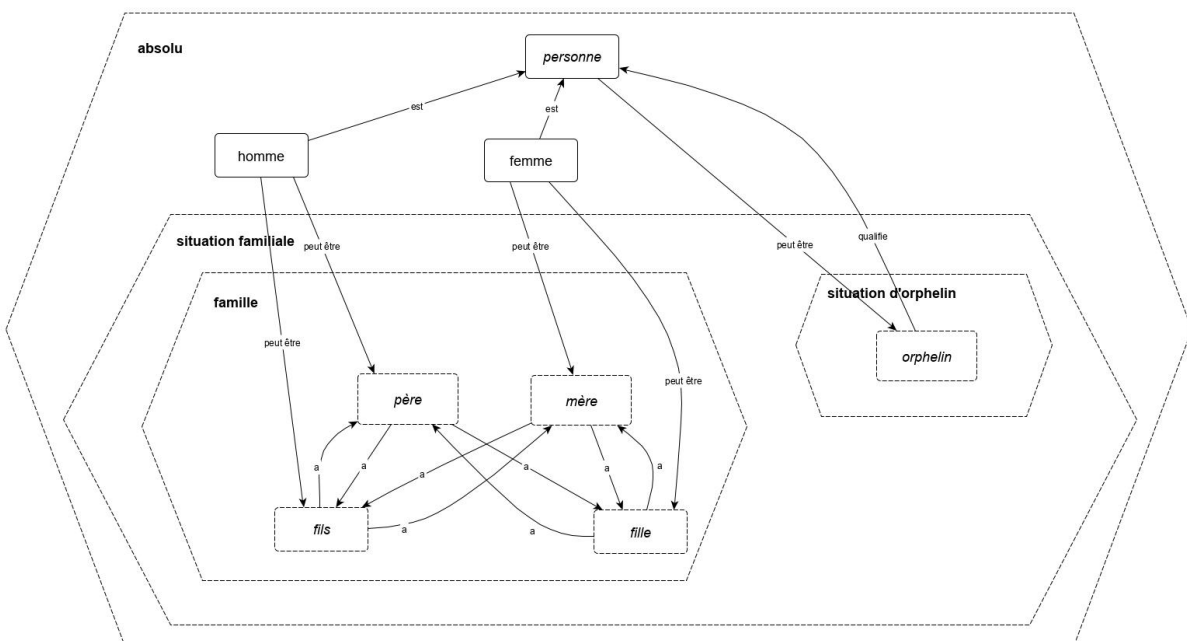 absolu
personne
est
est
homme
femme
situation familiale
peut être
peut être
peut être
qualifie
famille
situation d'orphelin
peut être
orphelin
peut être
père
mère
a
a
a
a
a
a
fils
a
a
fille